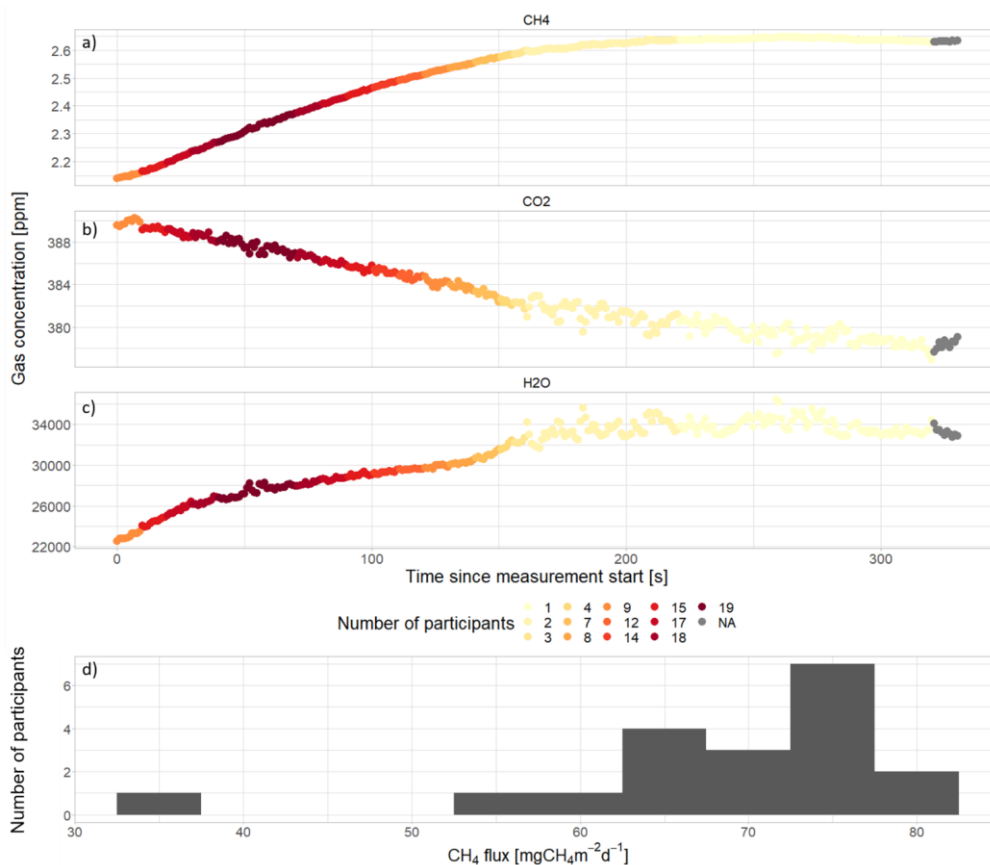 CH4
a)
2.6
2.5
2.4
2.3
2.2
CO2
b)
388
384
380
Gas concentration [ppm]
H2O
c)
34000
30000
26000
22000
0 100 200 300
Time since measurement start [s]
Number of participants
1 4 9 15 19
2 7 12 17 NA
3 8 14 18
d)
Number of participants
6
4
2
0
30 40 50 60 70 80
CH₄ flux [mgCH₄m⁻²d⁻¹]